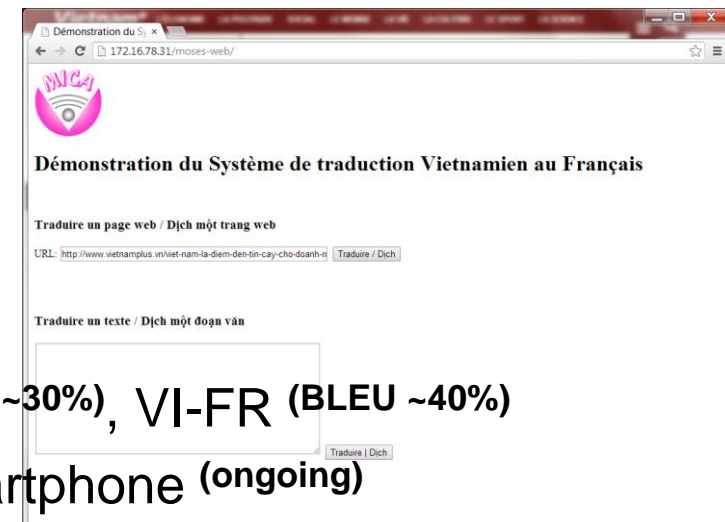 Démonstration du S
172.16.78.31/moses-web/
MICA
Démonstration du Système de traduction Vietnamien au Français
Traduire un page web / Dịch một trang web
URL: http://www.vietnamplus.vn/viet-nam-la-diem-den-tin-cay-cho-doanh-n Traduire / Dịch
Traduire un texte / Dịch một đoạn văn
~30%), VI-FR (BLEU ~40%)
Traduire | Dịch
artphone (ongoing)